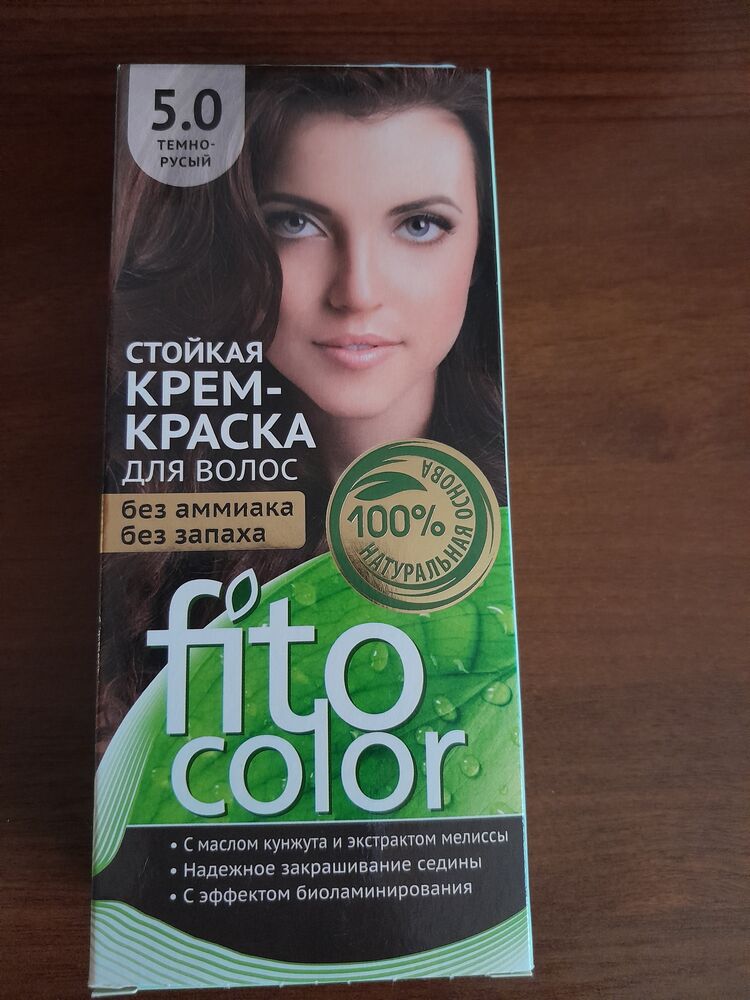 5.0
ТЕМНО-
РУСЫЙ
СТОЙКАЯ
КРЕМ-
КРАСКА
ДЛЯ ВОЛОС
без аммиака
без запаха
100%
НАТУРАЛЬНАЯ ОСНОВА
fito
color
• С маслом кунжута и экстрактом мелиссы
• Надежное закрашивание седины
• С эффектом биоламинирования